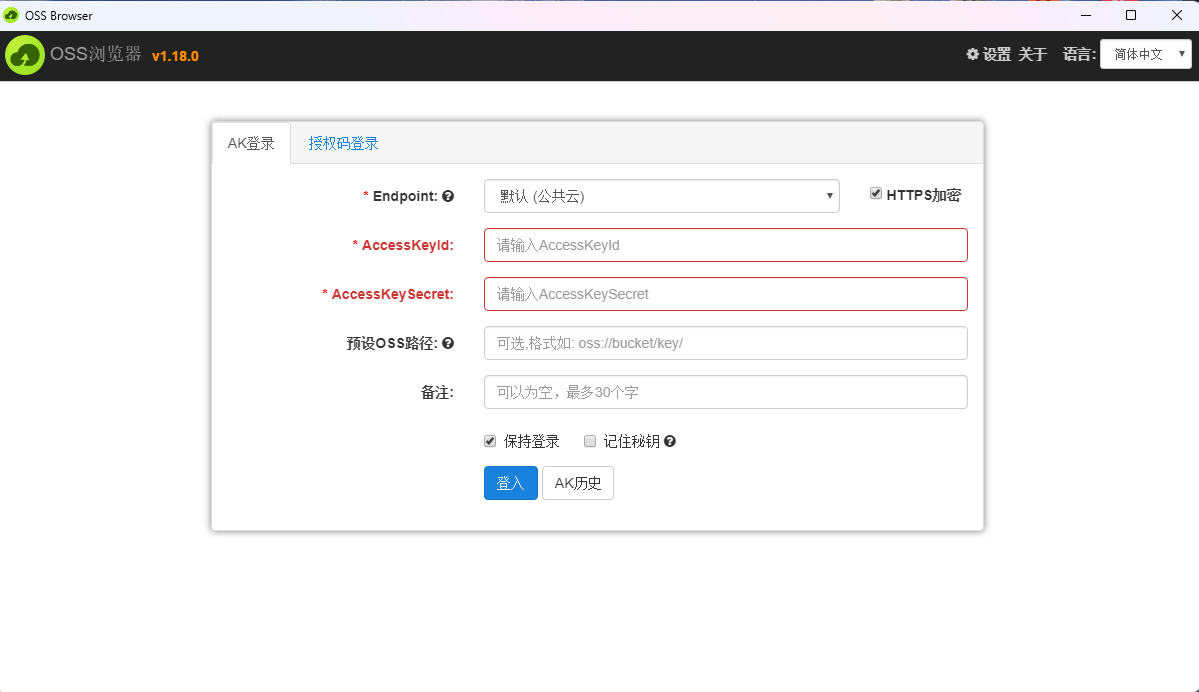 OSS Browser
OSS浏览器 v1.18.0 设置 关于 语言: 简体中文
AK登录 授权码登录
* Endpoint: 默认 (公共云) HTTPS加密
* AccessKeyId: 请输入AccessKeyId
* AccessKeySecret: 请输入AccessKeySecret
预设OSS路径: 可选,格式如: oss://bucket/key/
备注: 可以为空，最多30个字
保持登录 记住秘钥
登入 AK历史